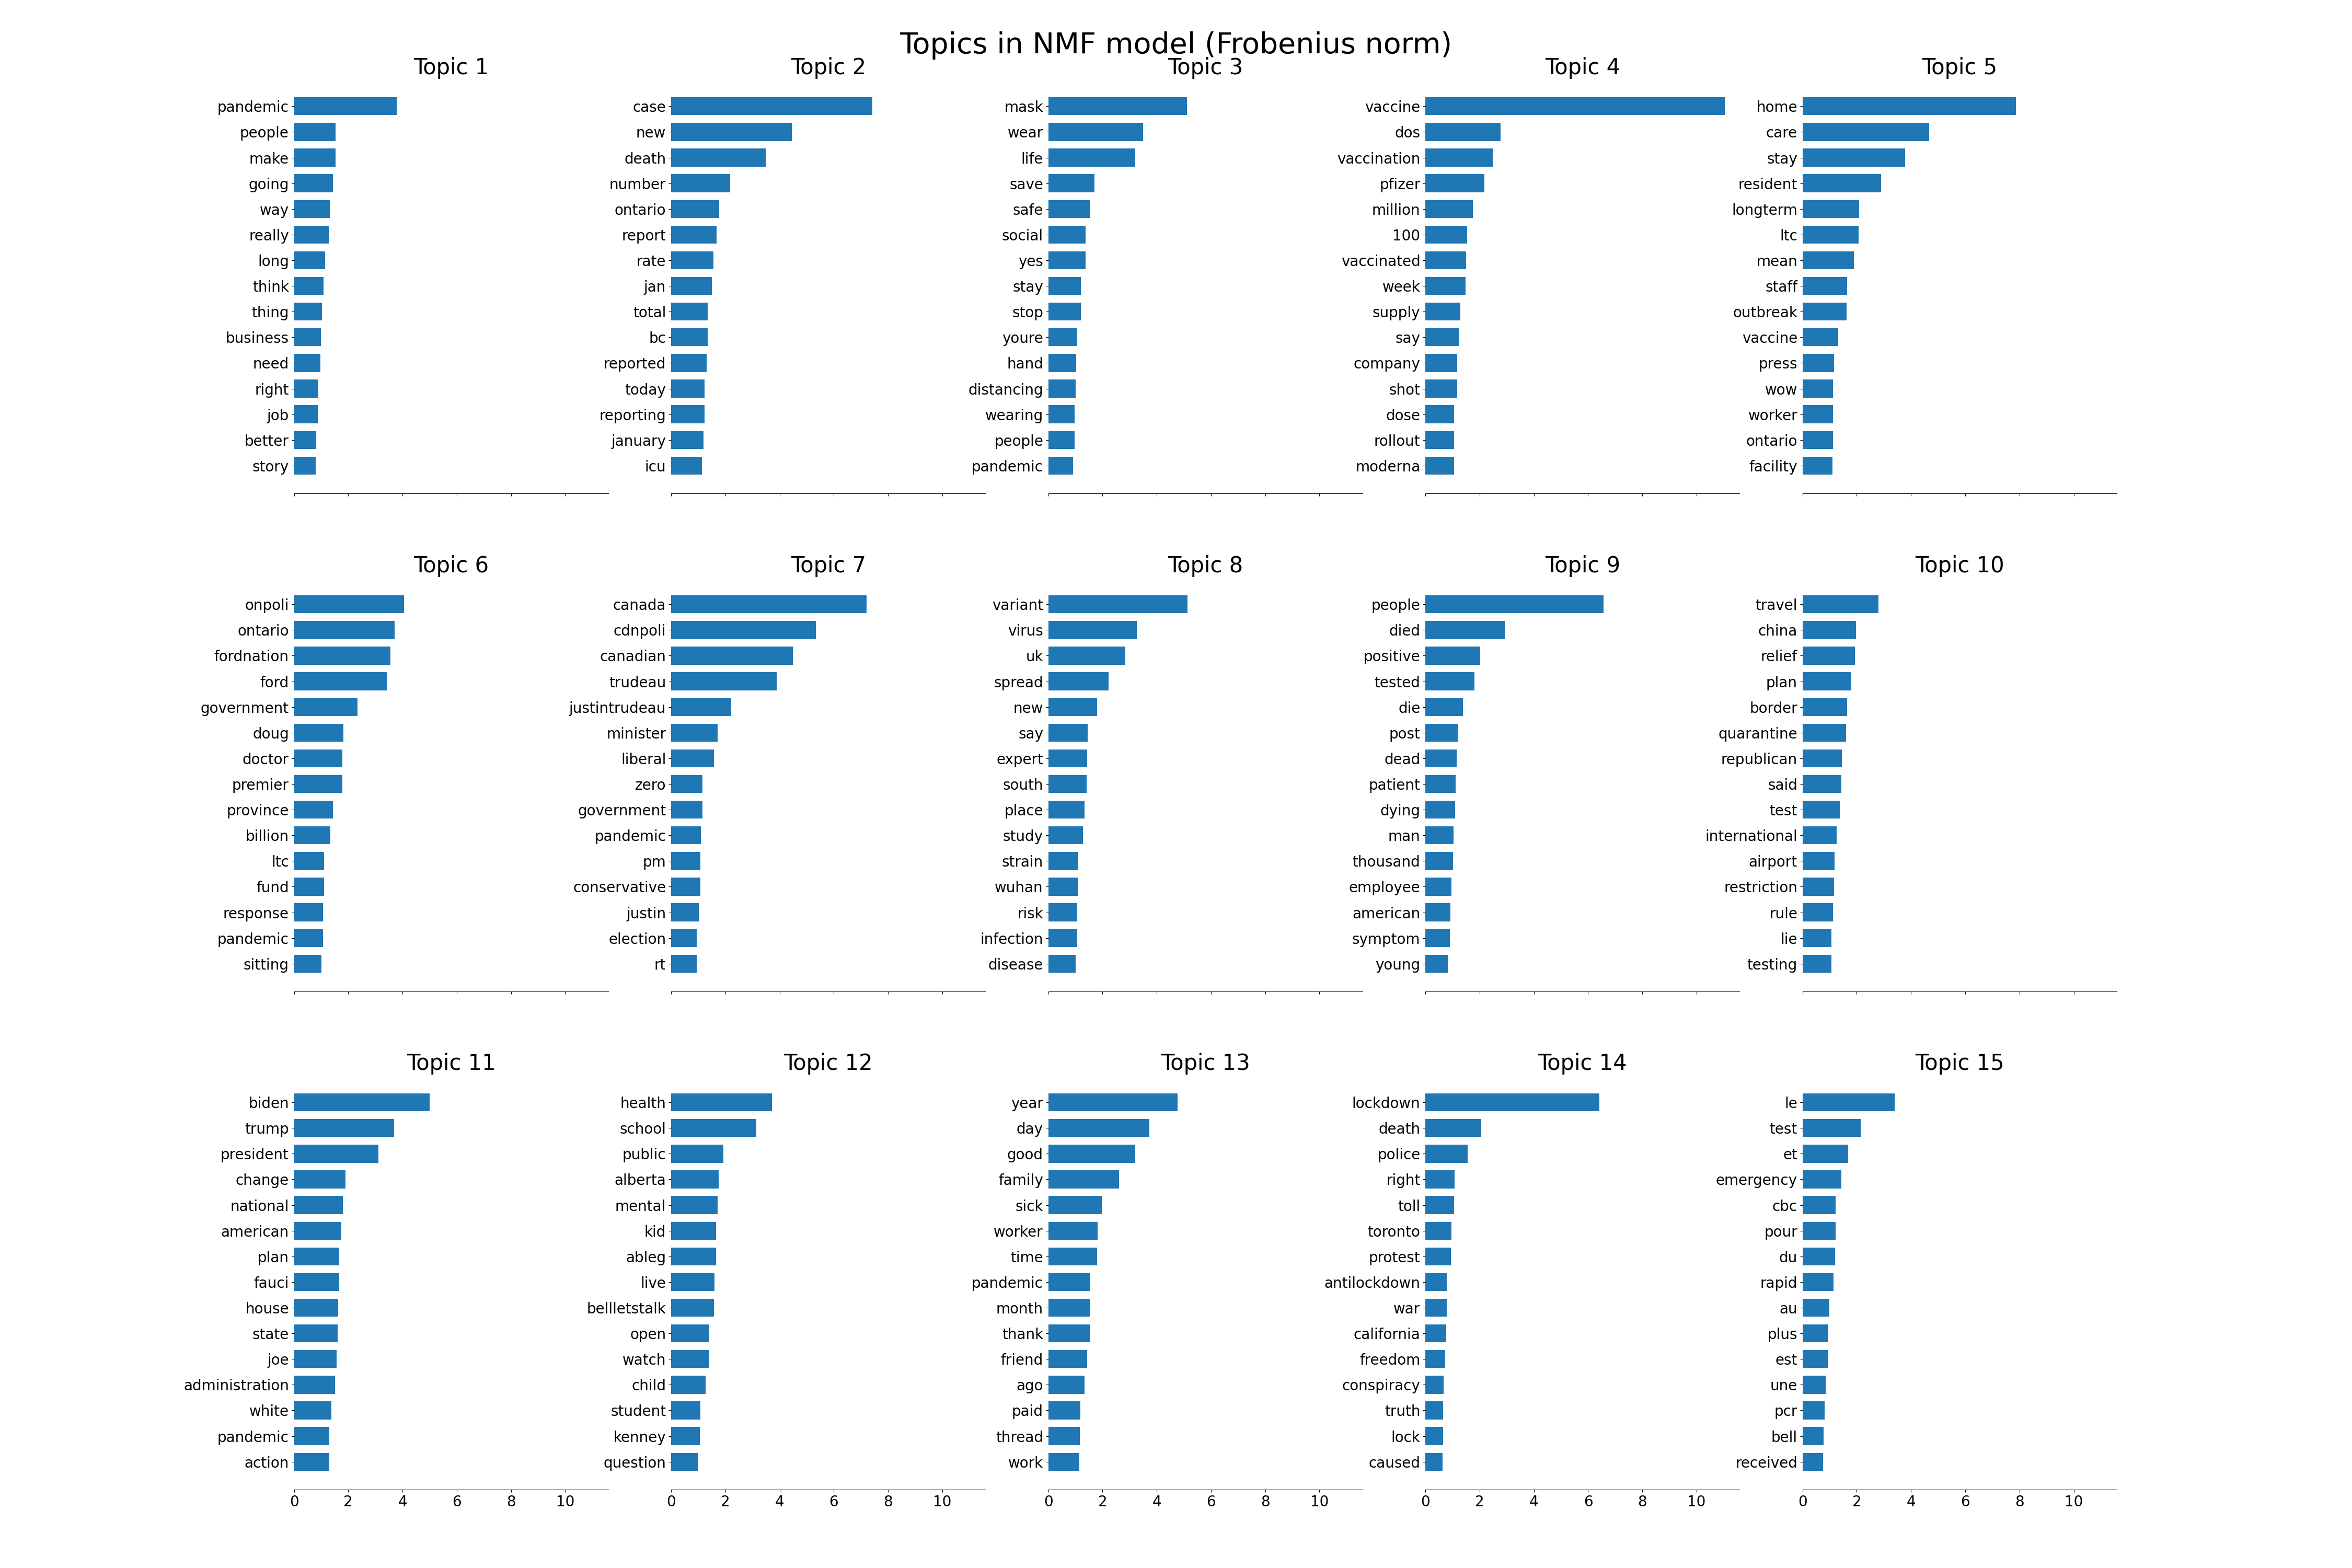 Topics in NMF model (Frobenius norm)
Topic 1
pandemic
people
make
going
way
really
long
think
thing
business
need
right
job
better
story
Topic 2
case
new
death
number
ontario
report
rate
jan
total
bc
reported
today
reporting
january
icu
Topic 3
mask
wear
life
save
safe
social
yes
stay
stop
youre
hand
distancing
wearing
people
pandemic
Topic 4
vaccine
dos
vaccination
pfizer
million
100
vaccinated
week
supply
say
company
shot
dose
rollout
moderna
Topic 5
home
care
stay
resident
longterm
ltc
mean
staff
outbreak
vaccine
press
wow
worker
ontario
facility
Topic 6
onpoli
ontario
fordnation
ford
government
doug
doctor
premier
province
billion
ltc
fund
response
pandemic
sitting
Topic 7
canada
cdnpoli
canadian
trudeau
justintrudeau
minister
liberal
zero
government
pandemic
pm
conservative
justin
election
rt
Topic 8
variant
virus
uk
spread
new
say
expert
south
place
study
strain
wuhan
risk
infection
disease
Topic 9
people
died
positive
tested
die
post
dead
patient
dying
man
thousand
employee
american
symptom
young
Topic 10
travel
china
relief
plan
border
quarantine
republican
said
test
international
airport
restriction
rule
lie
testing
Topic 11
biden
trump
president
change
national
american
plan
fauci
house
state
joe
administration
white
pandemic
action
0 2 4 6 8 10
Topic 12
health
school
public
alberta
mental
kid
ableg
live
bellletstalk
open
watch
child
student
kenney
question
0 2 4 6 8 10
Topic 13
year
day
good
family
sick
worker
time
pandemic
month
thank
friend
ago
paid
thread
work
0 2 4 6 8 10
Topic 14
lockdown
death
police
right
toll
toronto
protest
antilockdown
war
california
freedom
conspiracy
truth
lock
caused
0 2 4 6 8 10
Topic 15
le
test
et
emergency
cbc
pour
du
rapid
au
plus
est
une
pcr
bell
received
0 2 4 6 8 10